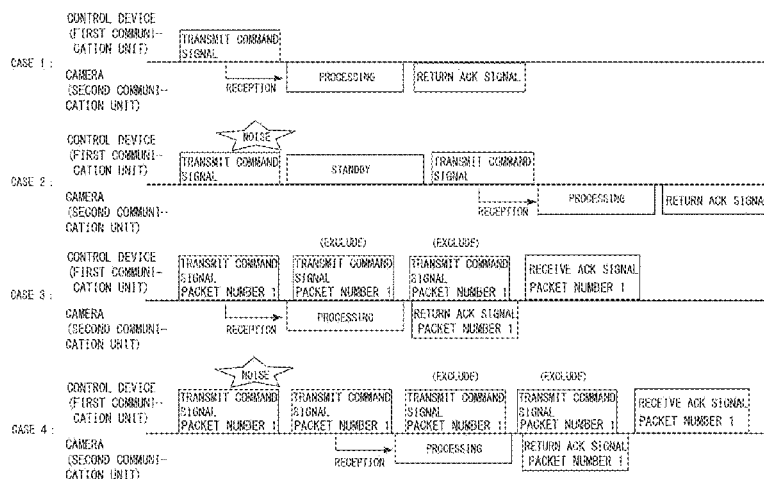 CONTROL DEVICE
(FIRST COMMUNI-
CATION UNIT)
TRANSMIT COMMAND
SIGNAL
CASE 1:
CAMERA
(SECOND COMMUNI-
CATION UNIT)
RECEPTION
PROCESSING
RETURN ACK SIGNAL
NOISE
CONTROL DEVICE
(FIRST COMMUNI-
CATION UNIT)
TRANSMIT COMMAND
SIGNAL
STANDBY
TRANSMIT COMMAND
SIGNAL
CASE 2:
CAMERA
(SECOND COMMUNI-
CATION UNIT)
RECEPTION
PROCESSING
RETURN ACK SIGNAL
(EXCLUDE)
(EXCLUDE)
CONTROL DEVICE
(FIRST COMMUNI-
CATION UNIT)
TRANSMIT COMMAND
SIGNAL
PACKET NUMBER 1
TRANSMIT COMMAND
SIGNAL
PACKET NUMBER 1
TRANSMIT COMMAND
SIGNAL
PACKET NUMBER 1
RECEIVE ACK SIGNAL
PACKET NUMBER 1
CASE 3:
CAMERA
(SECOND COMMUNI-
CATION UNIT)
RECEPTION
PROCESSING
RETURN ACK SIGNAL
PACKET NUMBER 1
NOISE
(EXCLUDE)
(EXCLUDE)
CONTROL DEVICE
(FIRST COMMUNI-
CATION UNIT)
TRANSMIT COMMAND
SIGNAL
PACKET NUMBER 1
TRANSMIT COMMAND
SIGNAL
PACKET NUMBER 1
TRANSMIT COMMAND
SIGNAL
PACKET NUMBER 1
TRANSMIT COMMAND
SIGNAL
PACKET NUMBER 1
RECEIVE ACK SIGNAL
PACKET NUMBER 1
CASE 4:
CAMERA
(SECOND COMMUNI-
CATION UNIT)
RECEPTION
PROCESSING
RETURN ACK SIGNAL
PACKET NUMBER 1